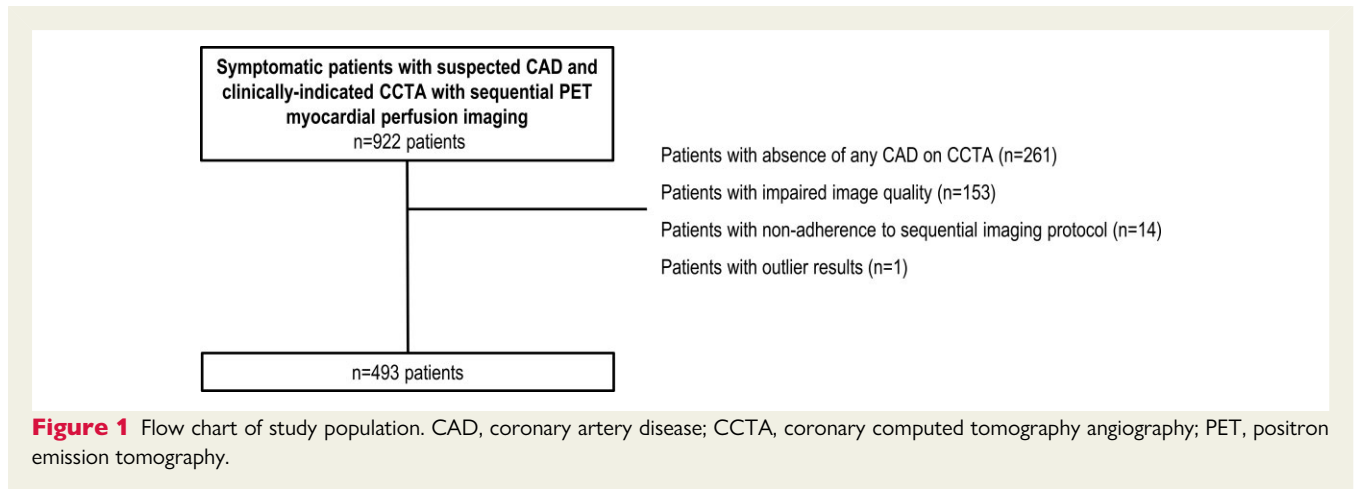 Symptomatic patients with suspected CAD and
clinically-indicated CCTA with sequential PET
myocardial perfusion imaging
n=922 patients
Patients with absence of any CAD on CCTA (n=261)
Patients with impaired image quality (n=153)
Patients with non-adherence to sequential imaging protocol (n=14)
Patients with outlier results (n=1)
n=493 patients
Figure 1 Flow chart of study population. CAD, coronary artery disease; CCTA, coronary computed tomography angiography; PET, positron
emission tomography.